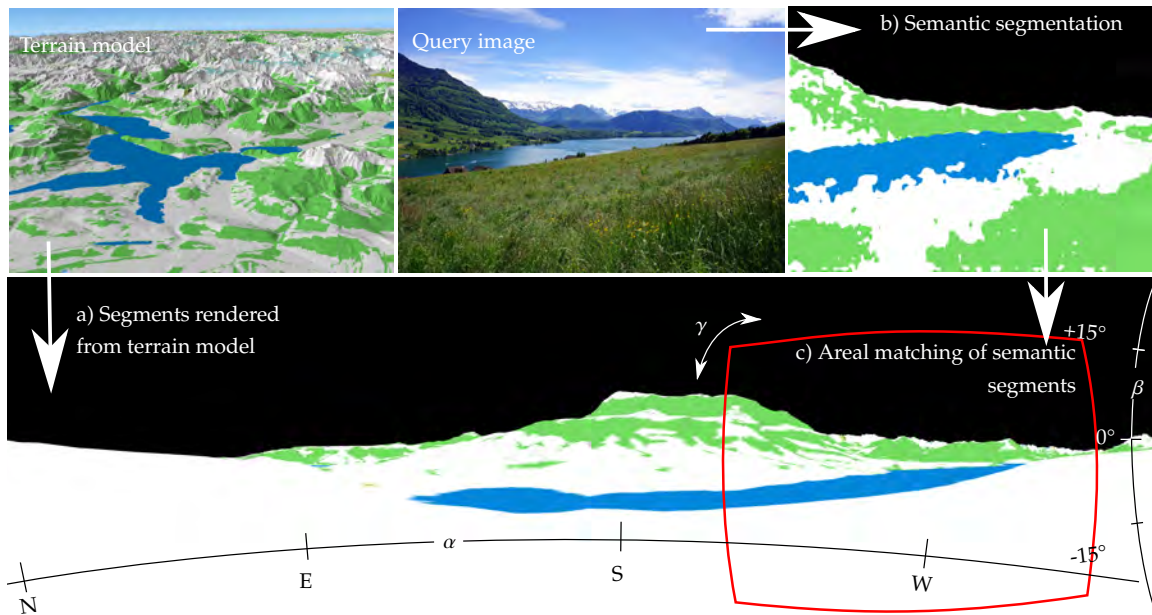 Terrain model
Query image
b) Semantic segmentation
a) Segments rendered
from terrain model
γ
+15°
c) Areal matching of semantic
segments
β
0°
α
-15°
N
E
S
W